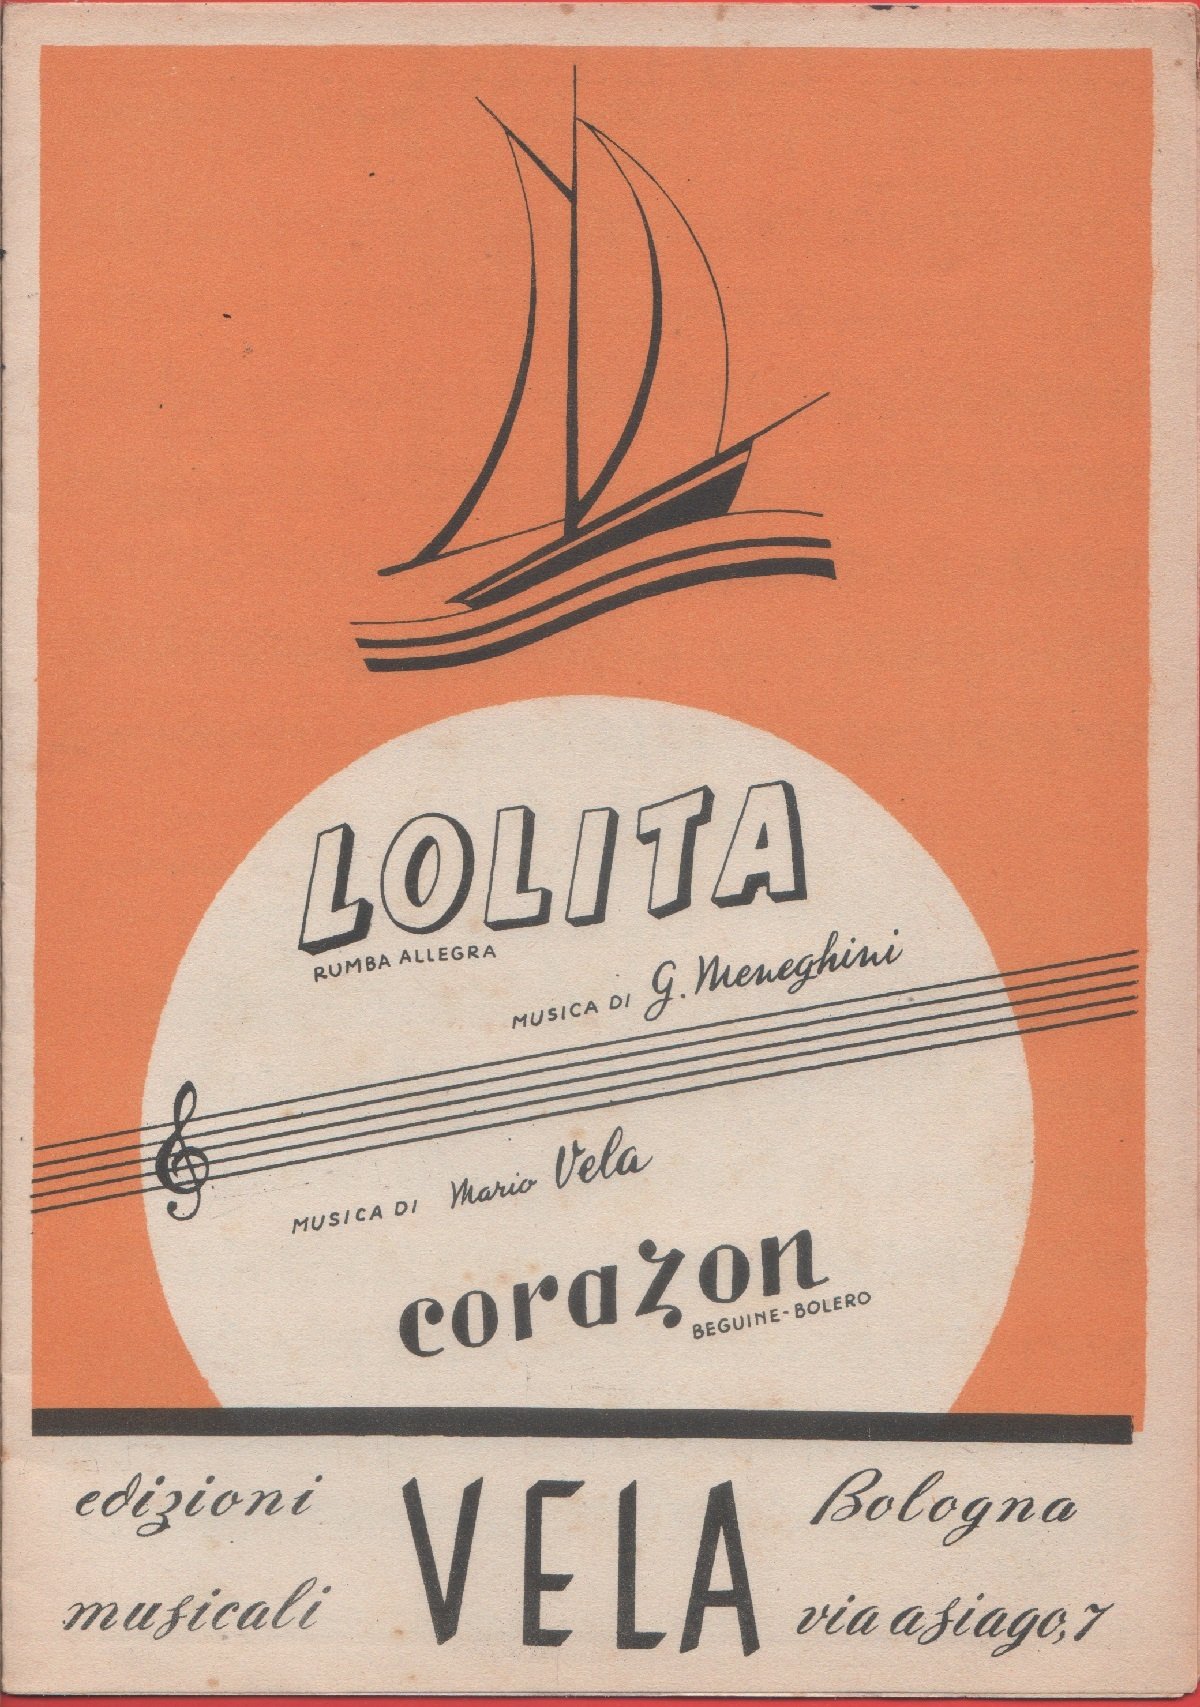 LOLITA
RUMBA ALLEGRA
MUSICA DI G. Meneghini
MUSICA DI Mario Vela
corazon
BEGUINE-BOLERO
edizioni
musicali
VELA
Bologna
via asiago, 7